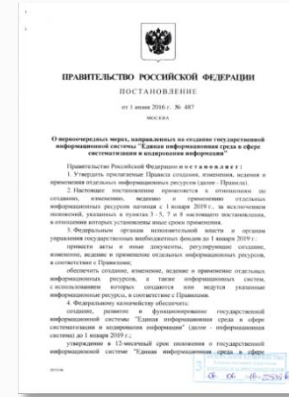 ПРАВИТЕЛЬСТВО РОССИЙСКОЙ ФЕДЕРАЦИИ
ПОСТАНОВЛЕНИЕ
от 1 июня 2016 г. № 487
МОСКВА
О первоочередных мерах, направленных на создание государственной
информационной системы "Единая информационная среда в сфере
систематизации и кодирования информации"
Правительство Российской Федерации постановляет:
1. Утвердить прилагаемые Правила создания, изменения, ведения и
применения отдельных информационных ресурсов (далее - Правила).
2. Настоящее постановление применяется к отношениям по
созданию, изменению, ведению и применению отдельных
информационных ресурсов начиная с 1 января 2019 г., за исключением
положений, указанных в пунктах 3 - 5, 7 и 8 настоящего постановления,
в отношении которых установлены иные сроки применения.
3. Федеральным органам исполнительной власти и органам
управления государственных внебюджетных фондов до 1 января 2019 г.:
привести акты и иные документы, регулирующие создание,
изменение, ведение и применение отдельных информационных ресурсов,
в соответствие с Правилами;
обеспечить создание, изменение, ведение и применение отдельных
информационных ресурсов, а также информационных систем,
с использованием которых создаются или ведутся указанные
информационные ресурсы, в соответствии с Правилами.
4. Федеральному казначейству обеспечить:
создание, развитие и функционирование государственной
информационной системы "Единая информационная среда в сфере
систематизации и кодирования информации" (далее - информационная
система) до 1 января 2019 г.;
утверждение в 12-месячный срок положения о государственной
информационной системе "Единая информационная среда в сфере